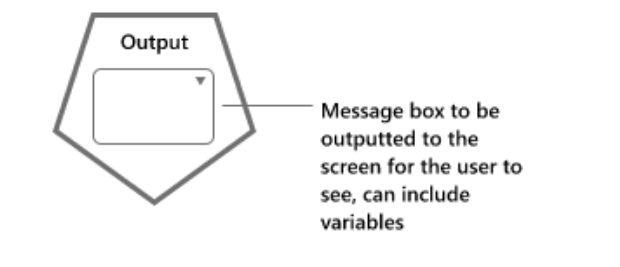 Output
Message box to be
outputted to the
screen for the user to
see, can include
variables